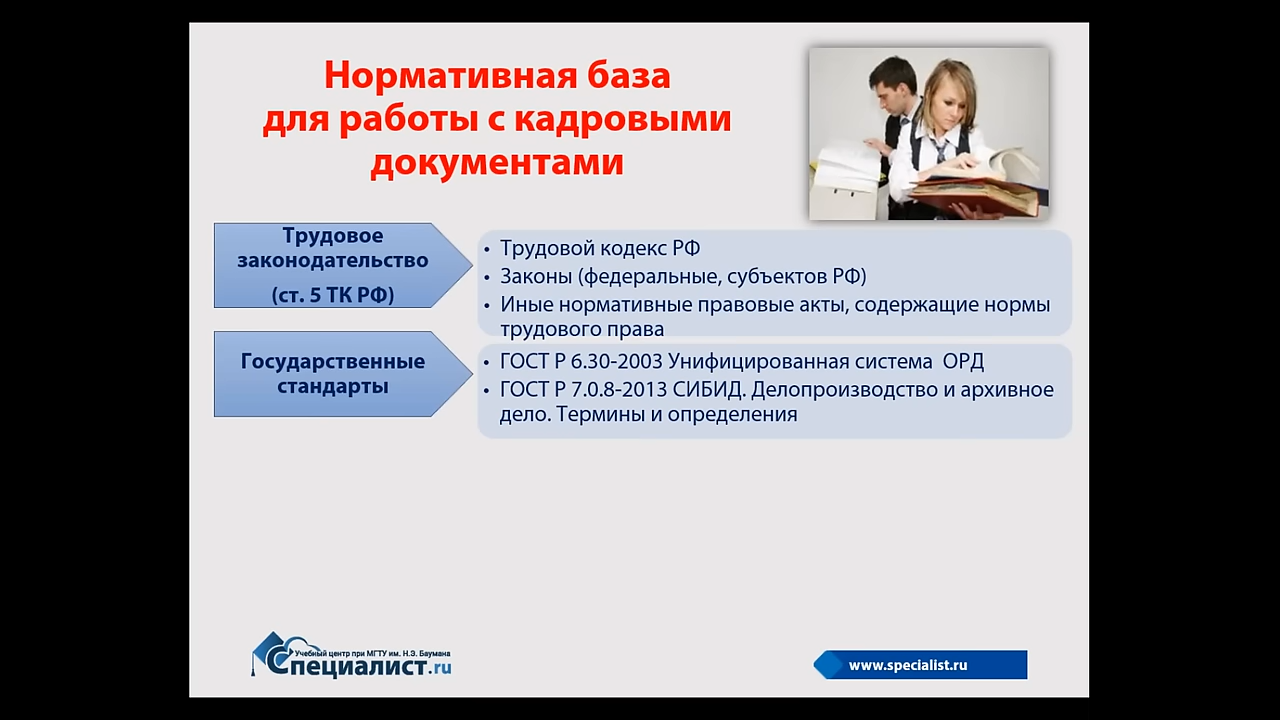 Нормативная база
для работы с кадровыми
документами
Трудовое
законодательство
(ст. 5 ТК РФ)
• Трудовой кодекс РФ
• Законы (федеральные, субъектов РФ)
• Иные нормативные правовые акты, содержащие нормы
трудового права
Государственные
стандарты
• ГОСТ Р 6.30-2003 Унифицированная система ОРД
• ГОСТ Р 7.0.8-2013 СИБИД. Делопроизводство и архивное
дело. Термины и определения
Учебный центр при МГТУ им. Н.Э. Баумана
Специалист.ru
www.specialist.ru